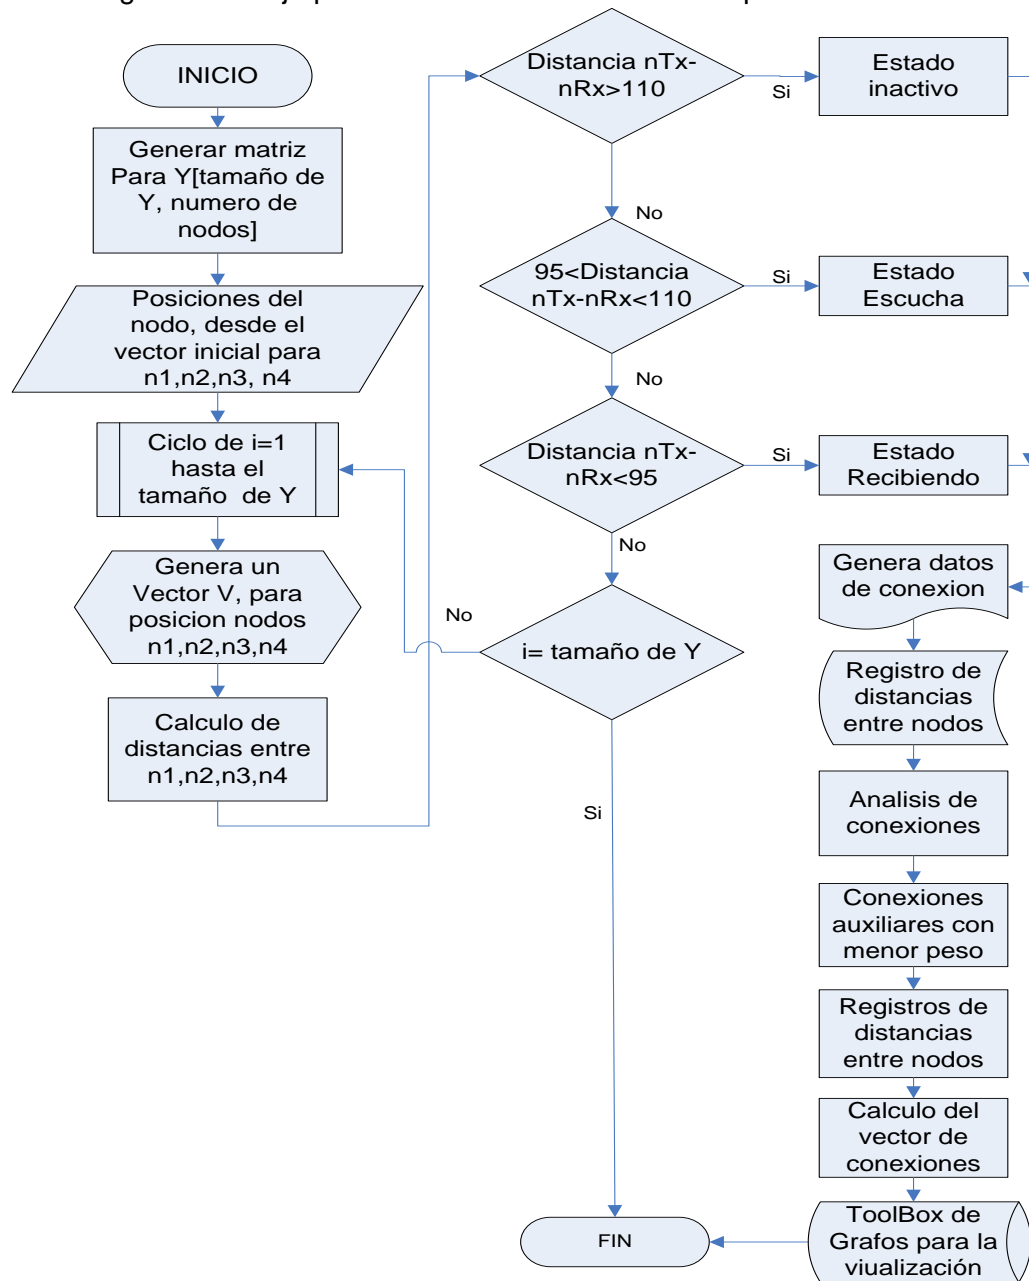 INICIO
Generar matriz
Para Y[tamaño de
Y, numero de
nodos]
Posiciones del
nodo, desde el
vector inicial para
n1,n2,n3, n4
Ciclo de i=1
hasta el
tamaño de Y
Genera un
Vector V, para
posicion nodos
n1,n2,n3,n4
Calculo de
distancias entre
n1,n2,n3,n4
Distancia nTx-
nRx>110
Si
Estado
inactivo
No
95<Distancia
nTx-nRx<110
Si
Estado
Escucha
No
Distancia nTx-
nRx<95
Si
Estado
Recibiendo
No
i= tamaño de Y
No
Si
Genera datos
de conexion
Registro de
distancias
entre nodos
Analisis de
conexiones
Conexiones
auxiliares con
menor peso
Registros de
distancias
entre nodos
Calculo del
vector de
conexiones
ToolBox de
Grafos para la
viualización
FIN